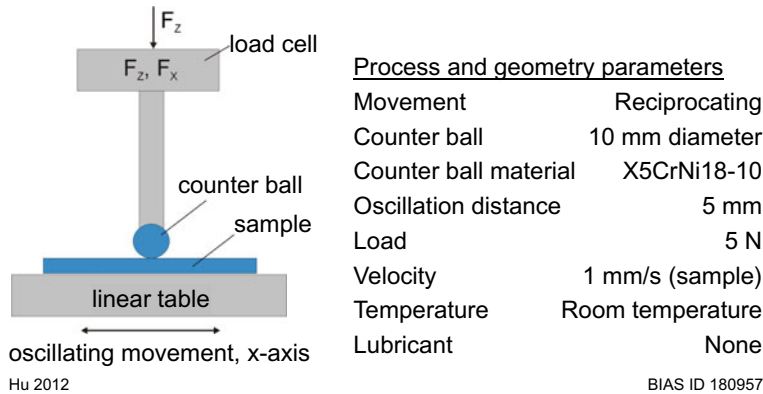 F_z
load cell
F_z, F_x
counter ball
sample
linear table
oscillating movement, x-axis
Hu 2012
Process and geometry parameters
Movement Reciprocating
Counter ball 10 mm diameter
Counter ball material X5CrNi18-10
Oscillation distance 5 mm
Load 5 N
Velocity 1 mm/s (sample)
Temperature Room temperature
Lubricant None
BIAS ID 180957